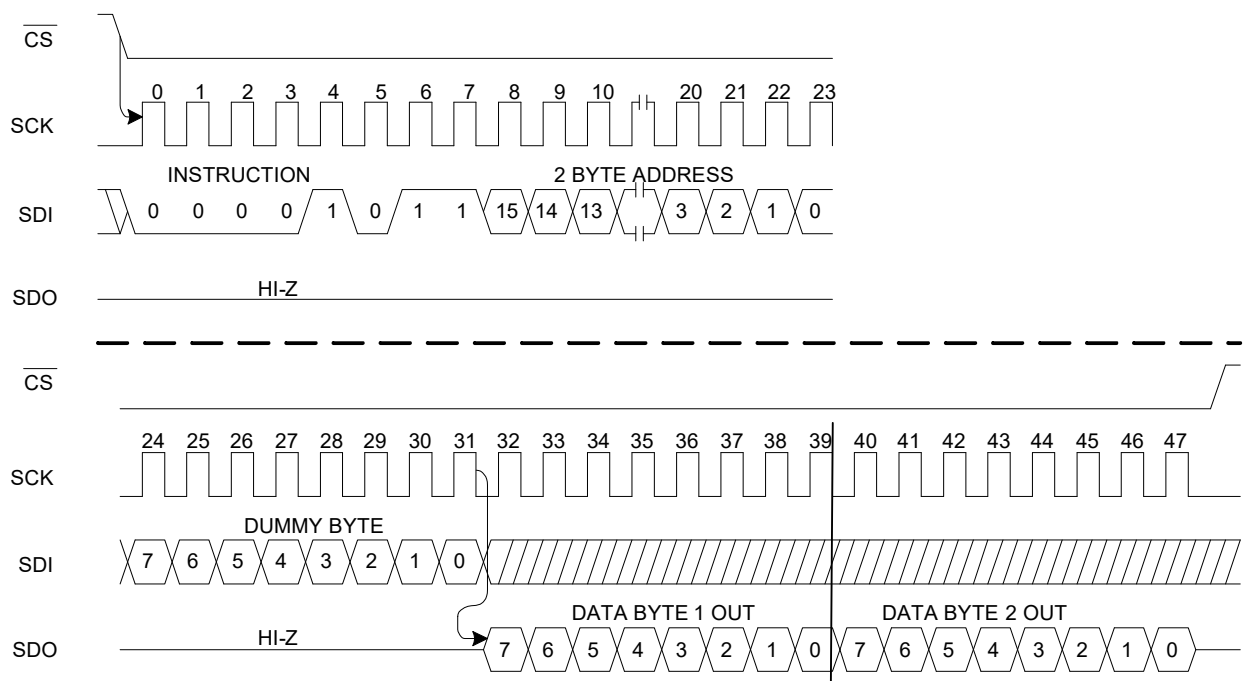 CS
0 1 2 3 4 5 6 7 8 9 10 20 21 22 23
SCK
INSTRUCTION 2 BYTE ADDRESS
SDI 0 0 0 0 1 0 1 1 15 14 13 3 2 1 0
HI-Z
SDO
CS
24 25 26 27 28 29 30 31 32 33 34 35 36 37 38 39 40 41 42 43 44 45 46 47
SCK
DUMMY BYTE
SDI 7 6 5 4 3 2 1 0
DATA BYTE 1 OUT DATA BYTE 2 OUT
HI-Z
SDO 7 6 5 4 3 2 1 0 7 6 5 4 3 2 1 0